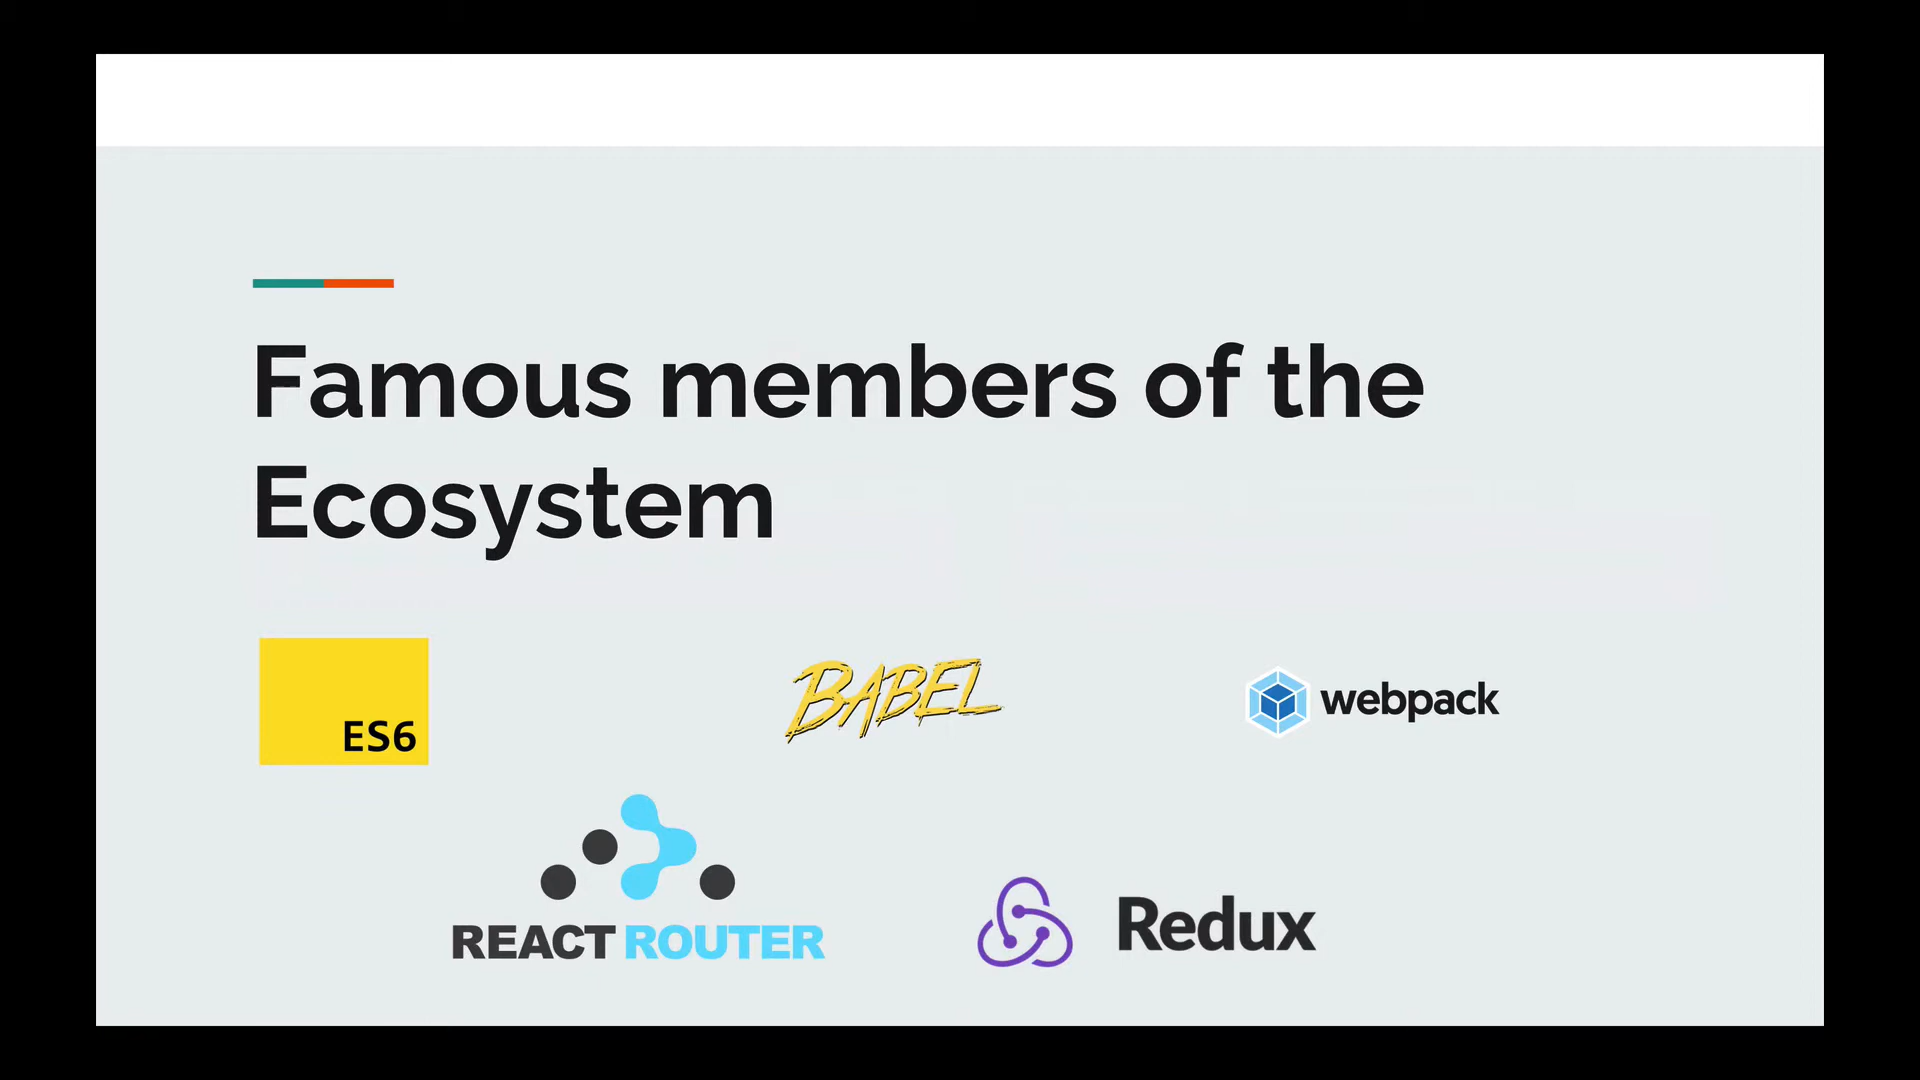 Famous members of the
Ecosystem
ES6
BABEL
webpack
REACT ROUTER
Redux